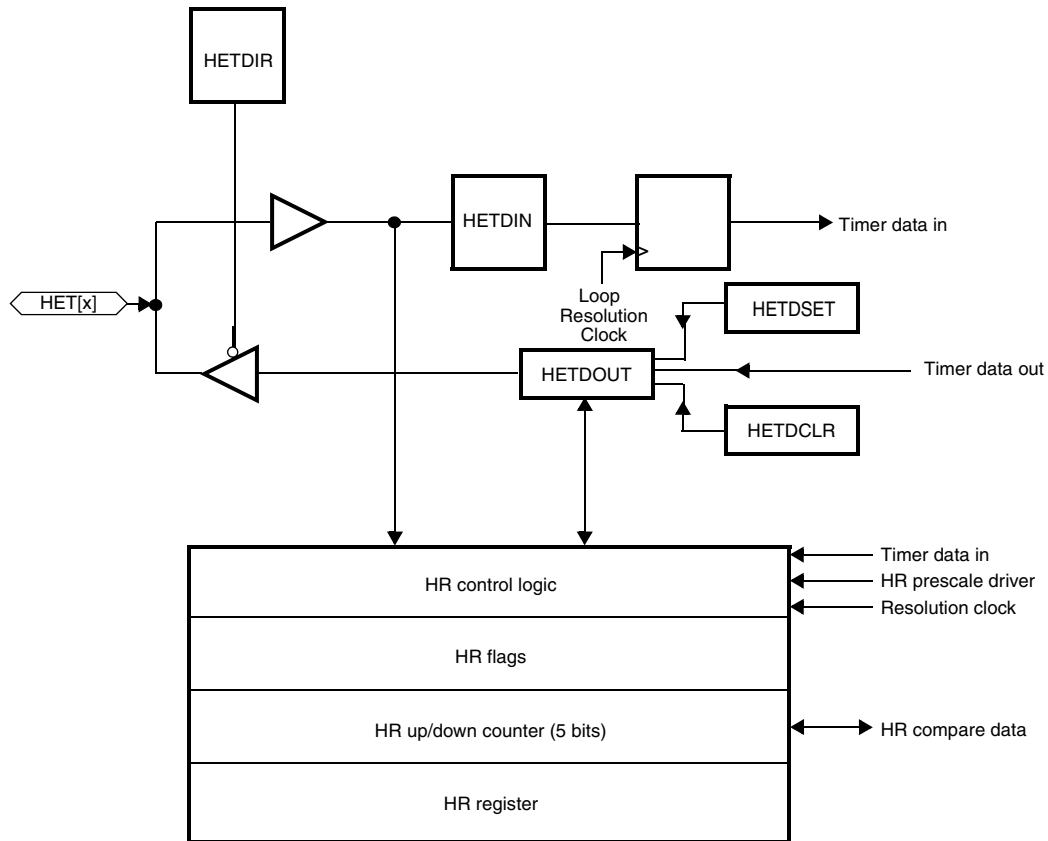 HETDIR
HETDIN
Timer data in
HET[x]
Loop
Resolution
Clock
HETDSET
HETDOUT
Timer data out
HETDCLR
Timer data in
HR control logic
HR prescale driver
Resolution clock
HR flags
HR up/down counter (5 bits)
HR compare data
HR register